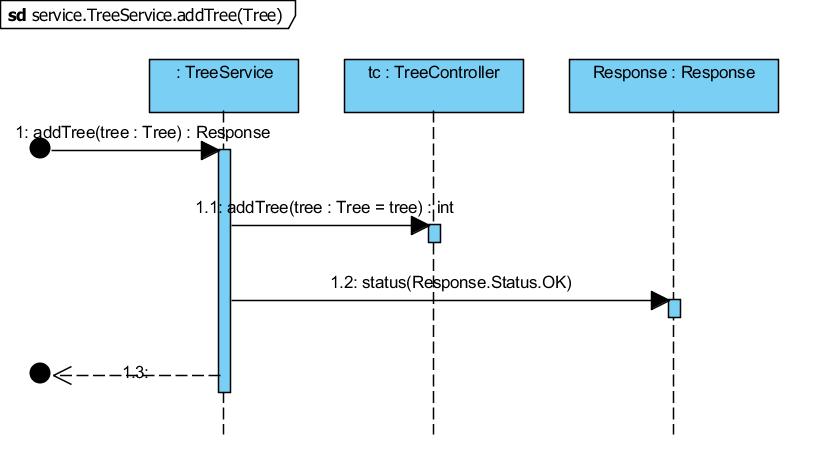 sd service.TreeService.addTree(Tree)
: TreeService
tc : TreeController
Response : Response
1: addTree(tree : Tree) : Response
1.1: addTree(tree : Tree = tree) : int
1.2: status(Response.Status.OK)
1.3: